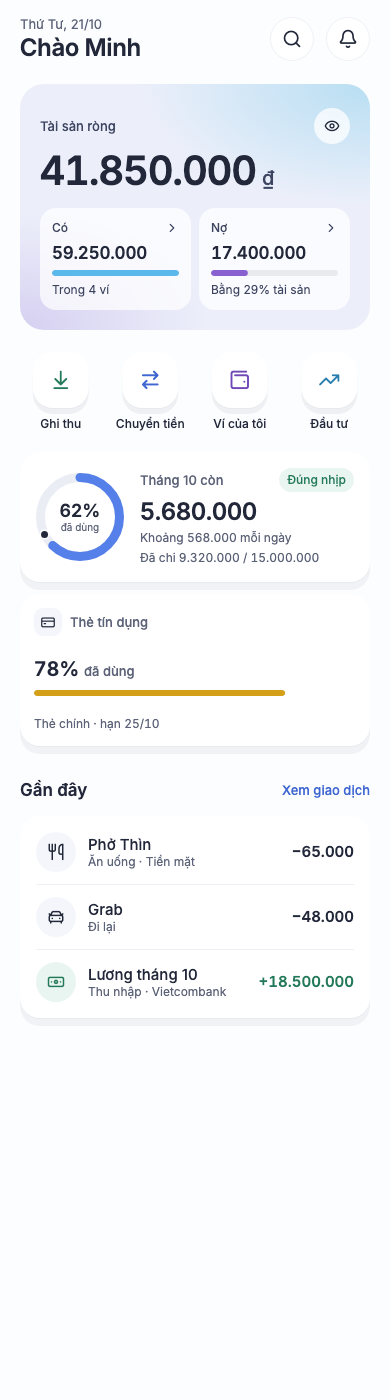 Thứ Tư, 21/10
Chào Minh
Tài sản ròng
41.850.000 ₫
Có
59.250.000
Trong 4 ví
Nợ
17.400.000
Bằng 29% tài sản
Ghi thu
Chuyển tiền
Ví của tôi
Đầu tư
62%
đã dùng
Tháng 10 còn
Đúng nhịp
5.680.000
Khoảng 568.000 mỗi ngày
Đã chi 9.320.000 / 15.000.000
Thẻ tín dụng
78% đã dùng
Thẻ chính · hạn 25/10
Gần đây
Xem giao dịch
Phở Thìn
Ăn uống · Tiền mặt
−65.000
Grab
Đi lại
−48.000
Lương tháng 10
Thu nhập · Vietcombank
+18.500.000